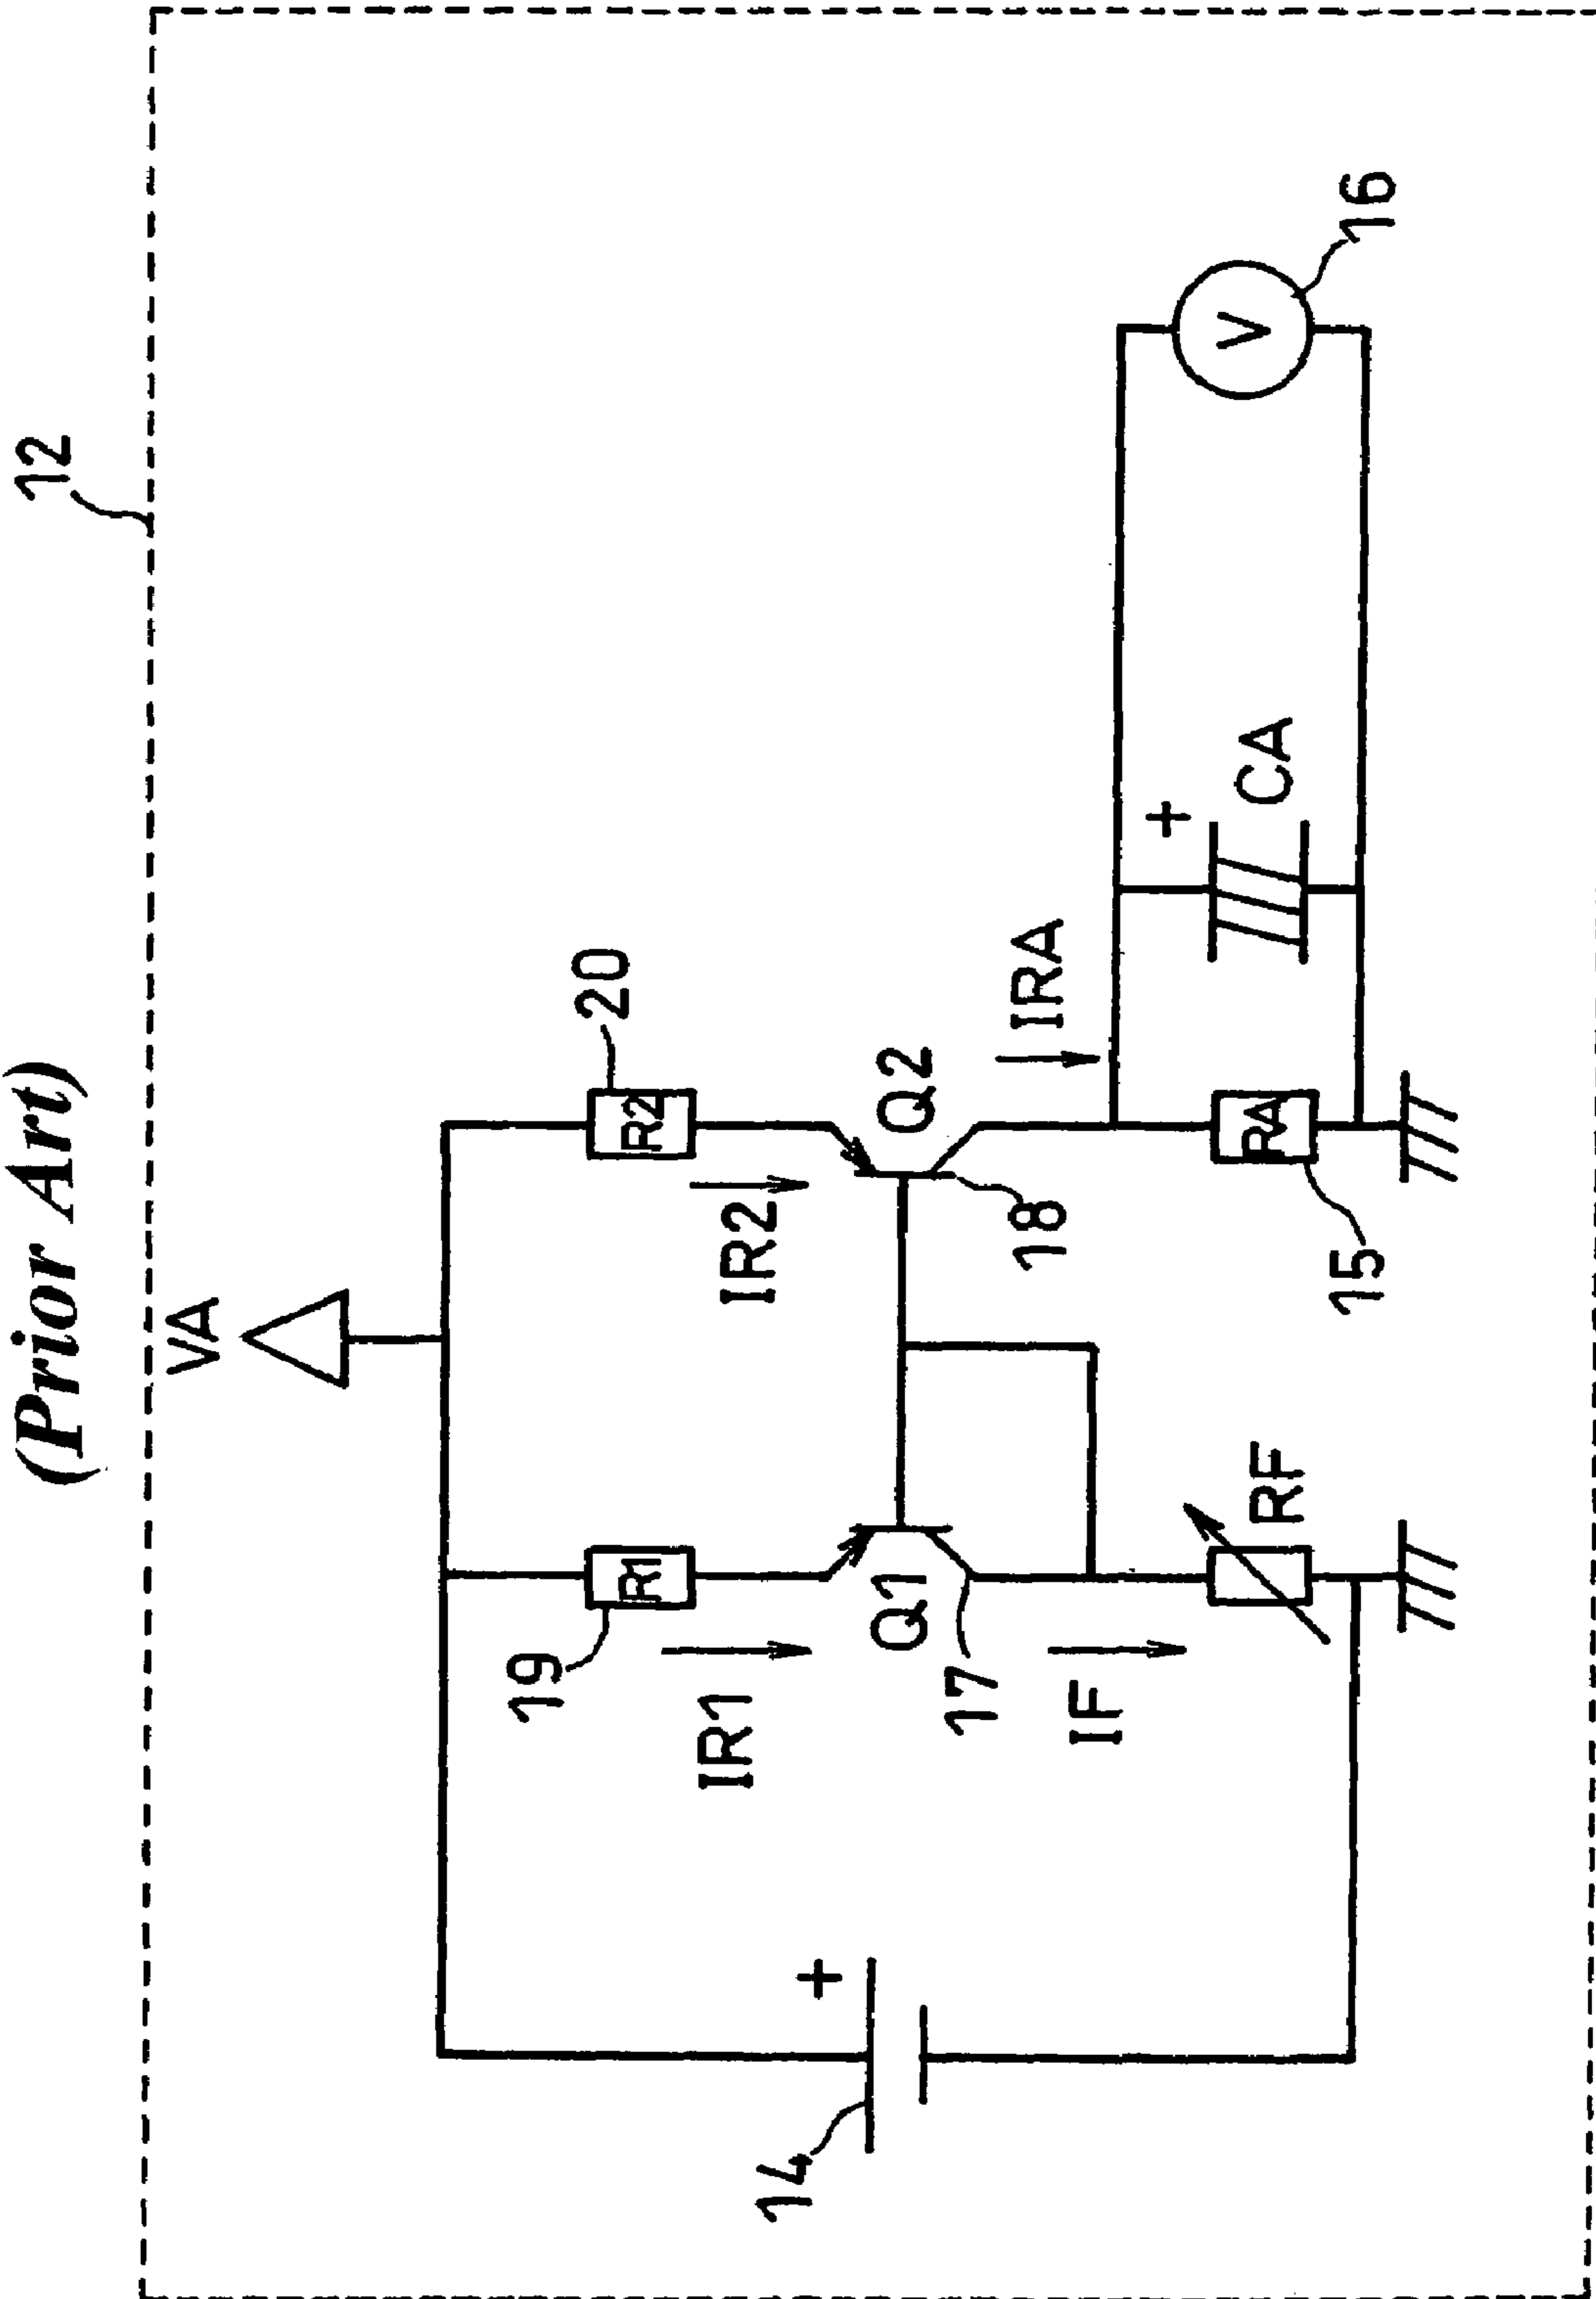 (Prior Art)
12
VA
19
R1
IR1
20
R2
IR2
Q1
17
Q2
18
14
+
IF
RF
IRA
RA
15
+
CA
V
16